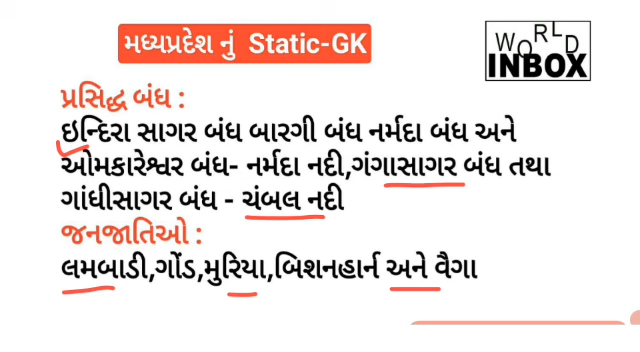 મધ્યપ્રદેશ નું Static-GK
WORLD
INBOX
પ્રસિદ્ધ બંધ :
ઇન્દિરા સાગર બંધ બારગી બંધ નર્મદા બંધ અને
ઓમકારેશ્વર બંધ- નર્મદા નદી,ગંગાસાગર બંધ તથા
ગાંધીસાગર બંધ - ચંબલ નદી
જનજાતિઓ :
લમબાડી,ગોંડ,મુરિયા,બિશનહાર્ન અને વૈગા